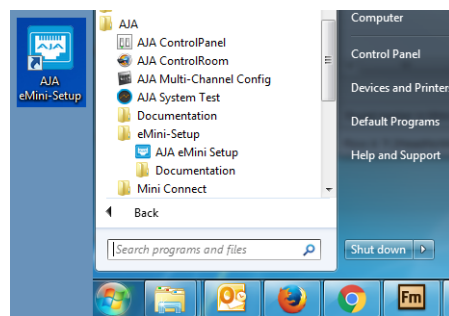 AJA
eMini-Setup
AJA
AJA ControlPanel
AJA ControlRoom
AJA Multi-Channel Config
AJA System Test
Documentation
eMini-Setup
AJA eMini Setup
Documentation
Mini Connect
Back
Search programs and files
Computer
Control Panel
Devices and Printers
Default Programs
Help and Support
Shut down
Fm